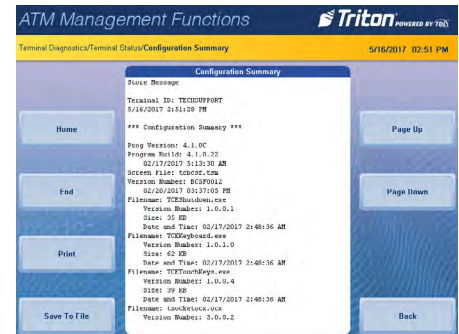 ATM Management Functions
Triton POWERED BY TDL
Terminal Diagnostics/Terminal Status/Configuration Summary
5/16/2017 02:51 PM
Configuration Summary
Store Message
Terminal ID: TECHSUPPORT
5/16/2017 2:51:28 PM
*** Configuration Summary ***
Prog Version: 4.1.0C
Program Build: 4.1.0.22
02/17/2017 5:13:30 AM
Screen File: tcbcsf.tsm
Version Number: BCSF0012
02/20/2017 03:37:05 PM
Filename: TCEShutdown.exe
Version Number: 1.0.0.1
Size: 35 KB
Date and Time: 02/17/2017 2:48:36 AM
Filename: TCEKeyboard.exe
Version Number: 1.0.1.0
Size: 62 KB
Date and Time: 02/17/2017 2:48:36 AM
Filename: TCETouchKeys.exe
Version Number: 1.0.0.4
Size: 39 KB
Date and Time: 02/17/2017 2:48:36 AM
Filename: tsocketocx.ocx
Version Number: 3.0.0.2
Home
End
Print
Save To File
Page Up
Page Down
Back